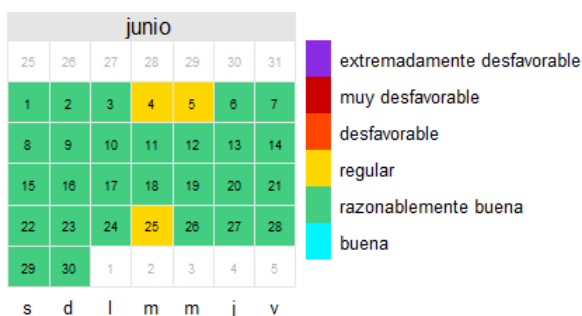 junio
25 26 27 28 29 30 31
1 2 3 4 5 6 7
8 9 10 11 12 13 14
15 16 17 18 19 20 21
22 23 24 25 26 27 28
29 30 1 2 3 4 5
s d l m m j v
extremadamente desfavorable
muy desfavorable
desfavorable
regular
razonablemente buena
buena